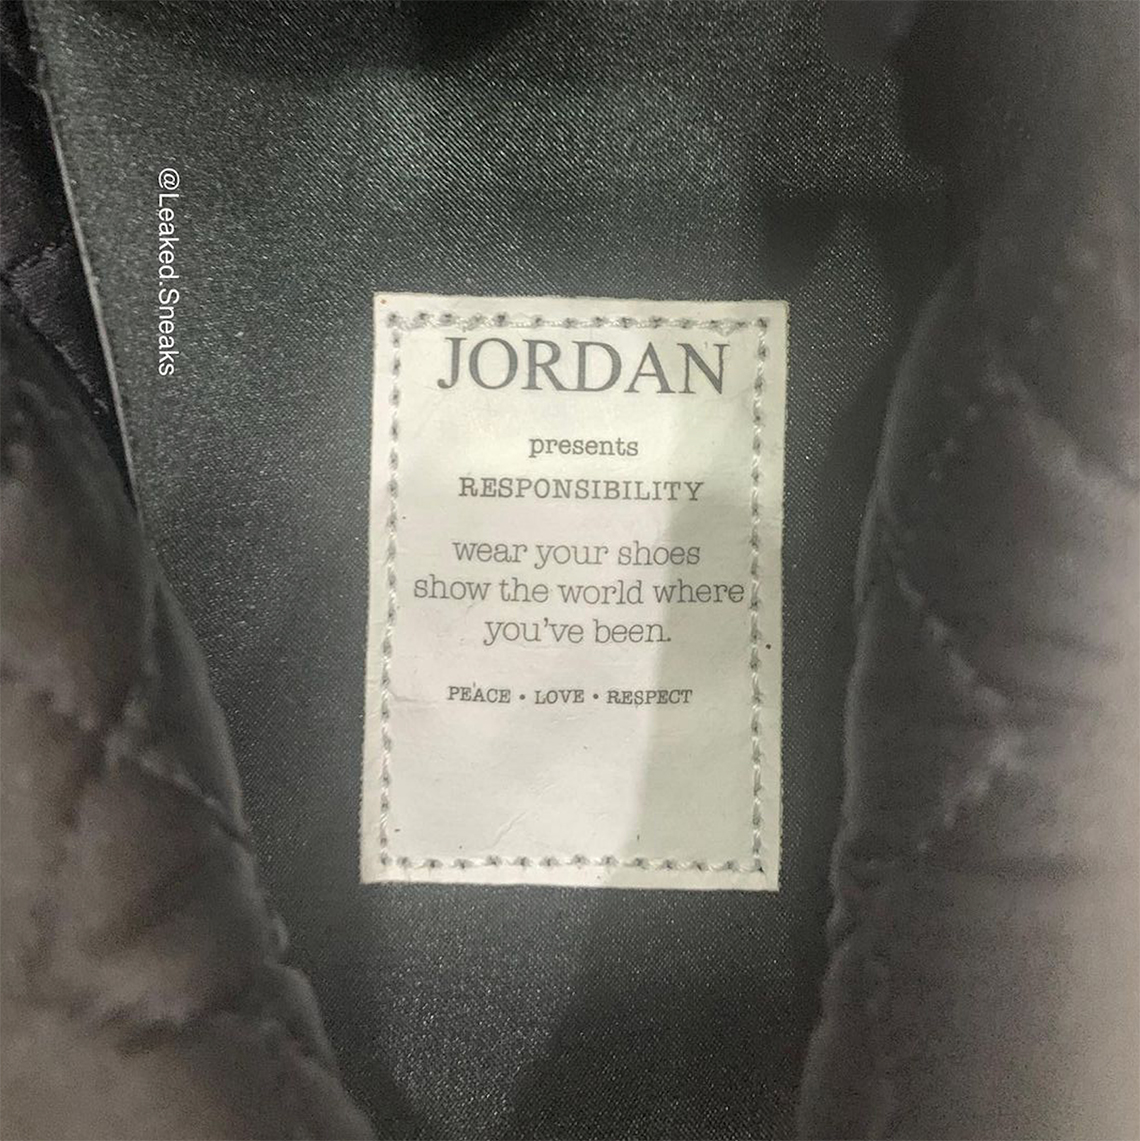 @Leaked.Sneaks
JORDAN
presents
RESPONSIBILITY
wear your shoes
show the world where
you've been.
PEACE • LOVE • RESPECT